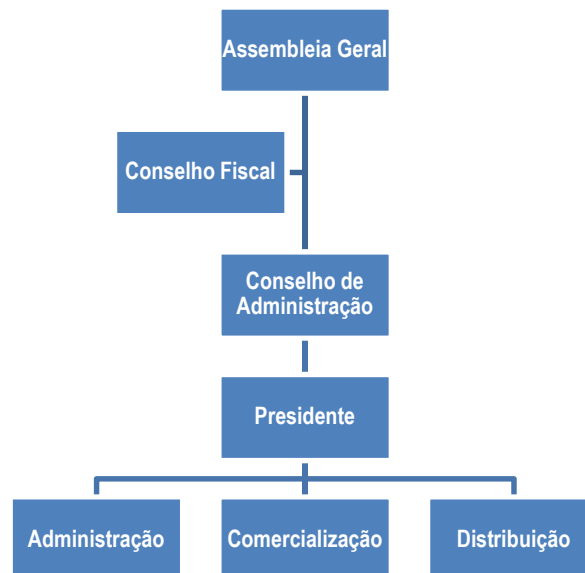 Assembleia Geral
Conselho Fiscal
Conselho de
Administração
Presidente
Administração
Comercialização
Distribuição